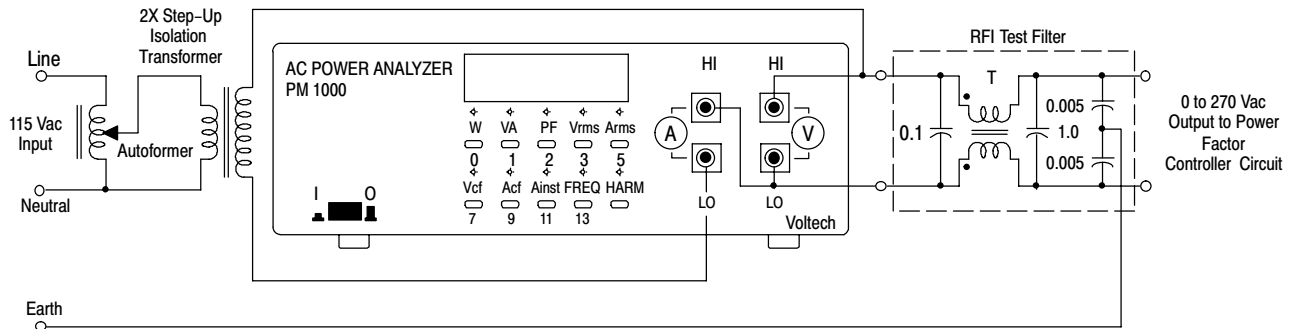 2X Step-Up
Isolation
Transformer
Line
115 Vac
Input
Autoformer
Neutral
Earth
AC POWER ANALYZER
PM 1000
W VA PF Vrms Arms
0 1 2 3 5
Vcf Acf Ainst FREQ HARM
7 9 11 13
I O
HI HI
A V
LO LO
Voltech
RFI Test Filter
T
0.1
1.0
0.005
0.005
0 to 270 Vac
Output to Power
Factor
Controller Circuit